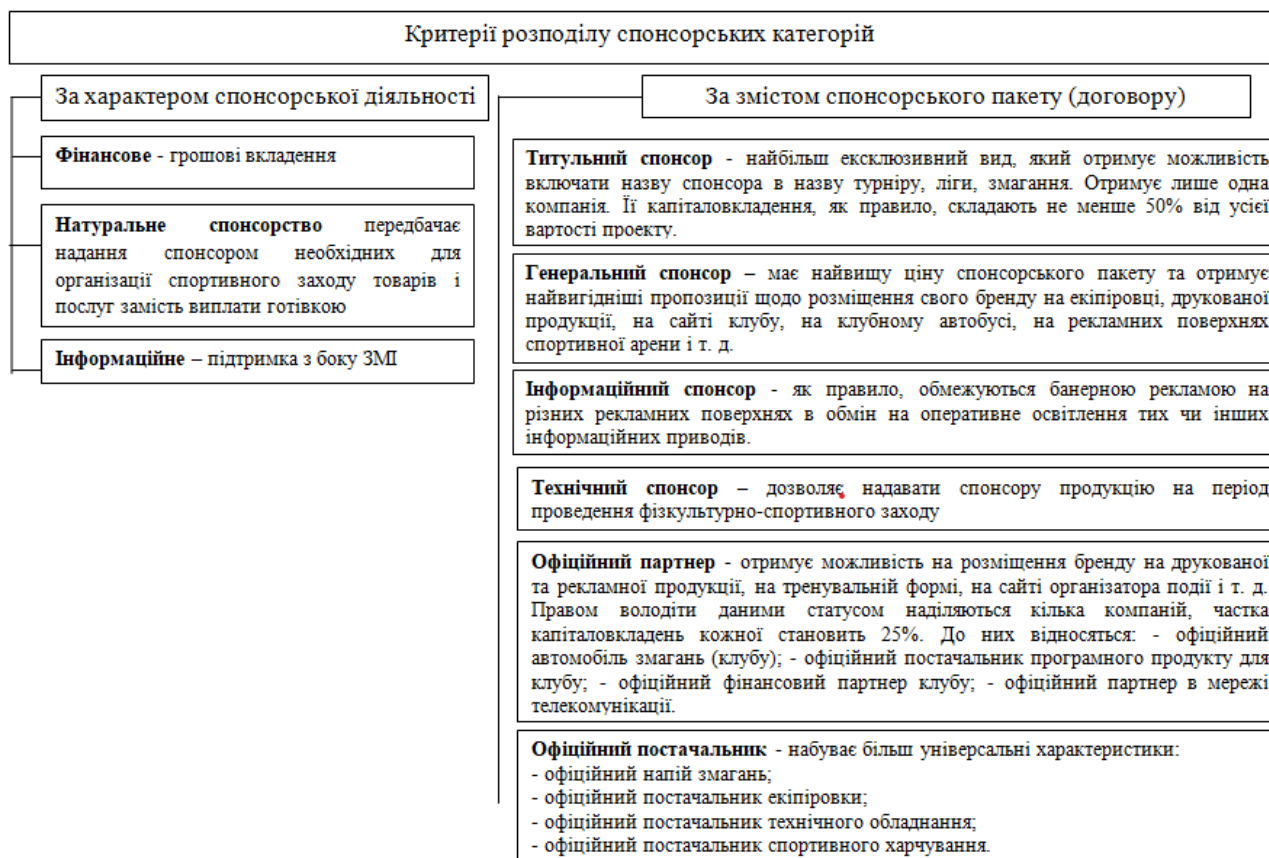 Критерії розподілу спонсорських категорій
За характером спонсорської діяльності
Фінансове - грошові вкладення
Натуральне спонсорство передбачає
надання спонсором необхідних для
організації спортивного заходу товарів і
послуг замість виплати готівкою
Інформаційне – підтримка з боку ЗМІ
За змістом спонсорського пакету (договору)
Титульний спонсор - найбільш ексклюзивний вид, який отримує можливість
включати назву спонсора в назву турніру, ліги, змагання. Отримує лише одна
компанія. Її капіталовкладення, як правило, складають не менше 50% від усієї
вартості проекту.
Генеральний спонсор – має найвищу ціну спонсорського пакету та отримує
найвигідніші пропозиції щодо розміщення свого бренду на екіпіровці, друкованої
продукції, на сайті клубу, на клубному автобусі, на рекламних поверхнях
спортивної арени і т. д.
Інформаційний спонсор - як правило, обмежуються банерною рекламою на
різних рекламних поверхнях в обмін на оперативне освітлення тих чи інших
інформаційних приводів.
Технічний спонсор – дозволяє надавати спонсору продукцію на період
проведення фізкультурно-спортивного заходу
Офіційний партнер - отримує можливість на розміщення бренду на друкованої
та рекламної продукції, на тренувальній формі, на сайті організатора події і т. д.
Правом володіти даними статусом наділяються кілька компаній, частка
капіталовкладень кожної становить 25%. До них відносяться: - офіційний
автомобіль змагань (клубу); - офіційний постачальник програмного продукту для
клубу; - офіційний фінансовий партнер клубу; - офіційний партнер в мережі
телекомунікації.
Офіційний постачальник - набуває більш універсальні характеристики:
- офіційний напій змагань;
- офіційний постачальник екіпіровки;
- офіційний постачальник технічного обладнання;
- офіційний постачальник спортивного харчування.